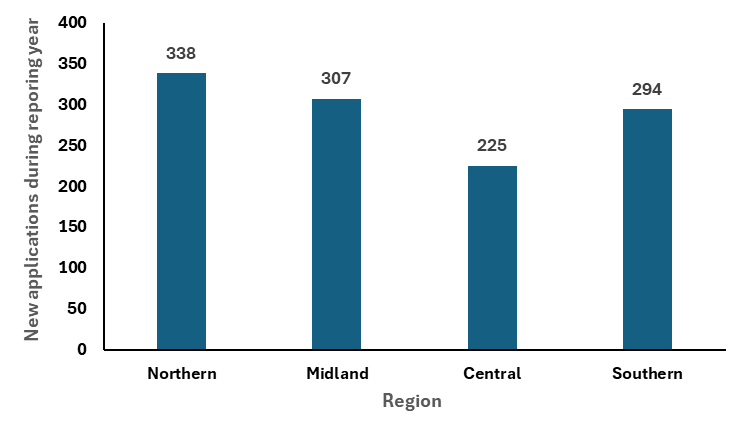 New applications during reporing year
400
350
300
250
200
150
100
50
0
338
307
225
294
Northern
Midland
Central
Southern
Region